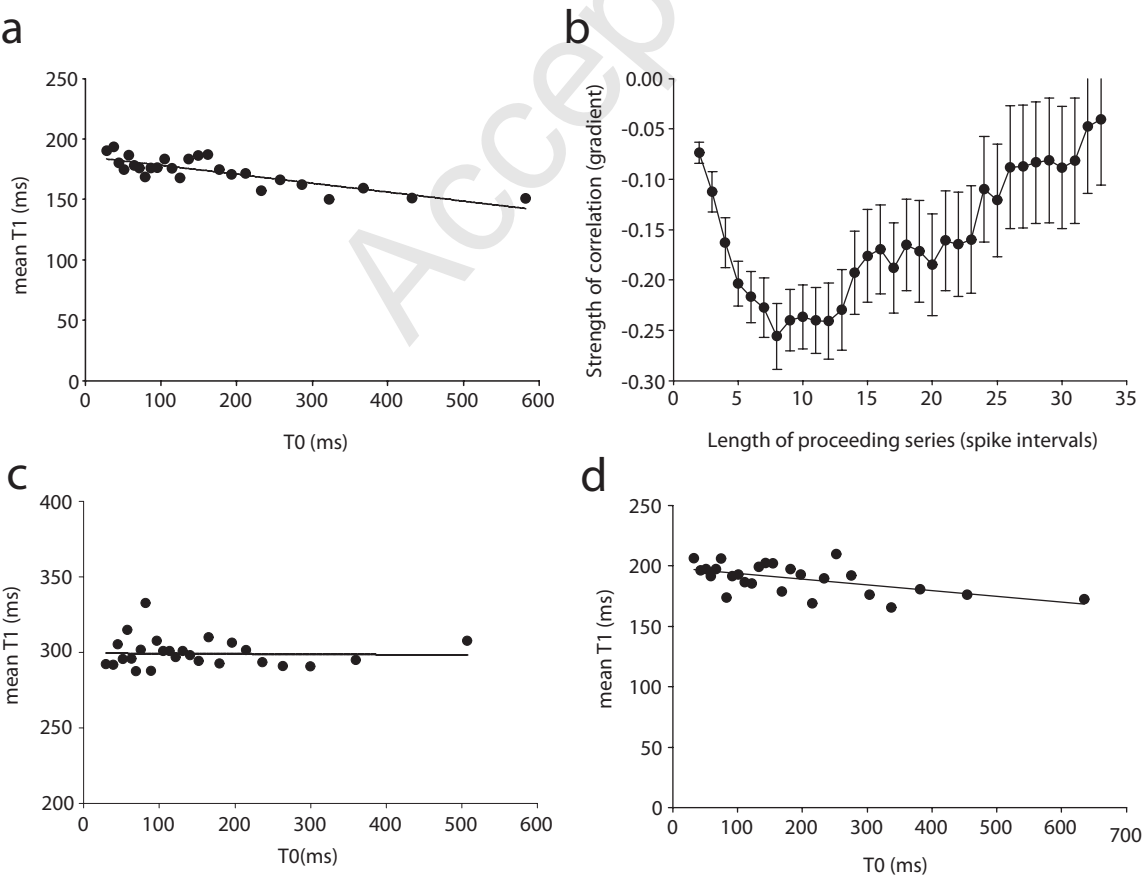 a
250
200
150
100
50
0
mean T1 (ms)
0 100 200 300 400 500 600
T0 (ms)
Accep
b
0.00
-0.05
-0.10
-0.15
-0.20
-0.25
-0.30
Strength of correlation (gradient)
0 5 10 15 20 25 30 35
Length of proceeding series (spike intervals)
c
400
350
300
250
200
mean T1 (ms)
0 100 200 300 400 500 600
T0(ms)
d
250
200
150
100
50
0
mean T1 (ms)
0 100 200 300 400 500 600 700
T0 (ms)